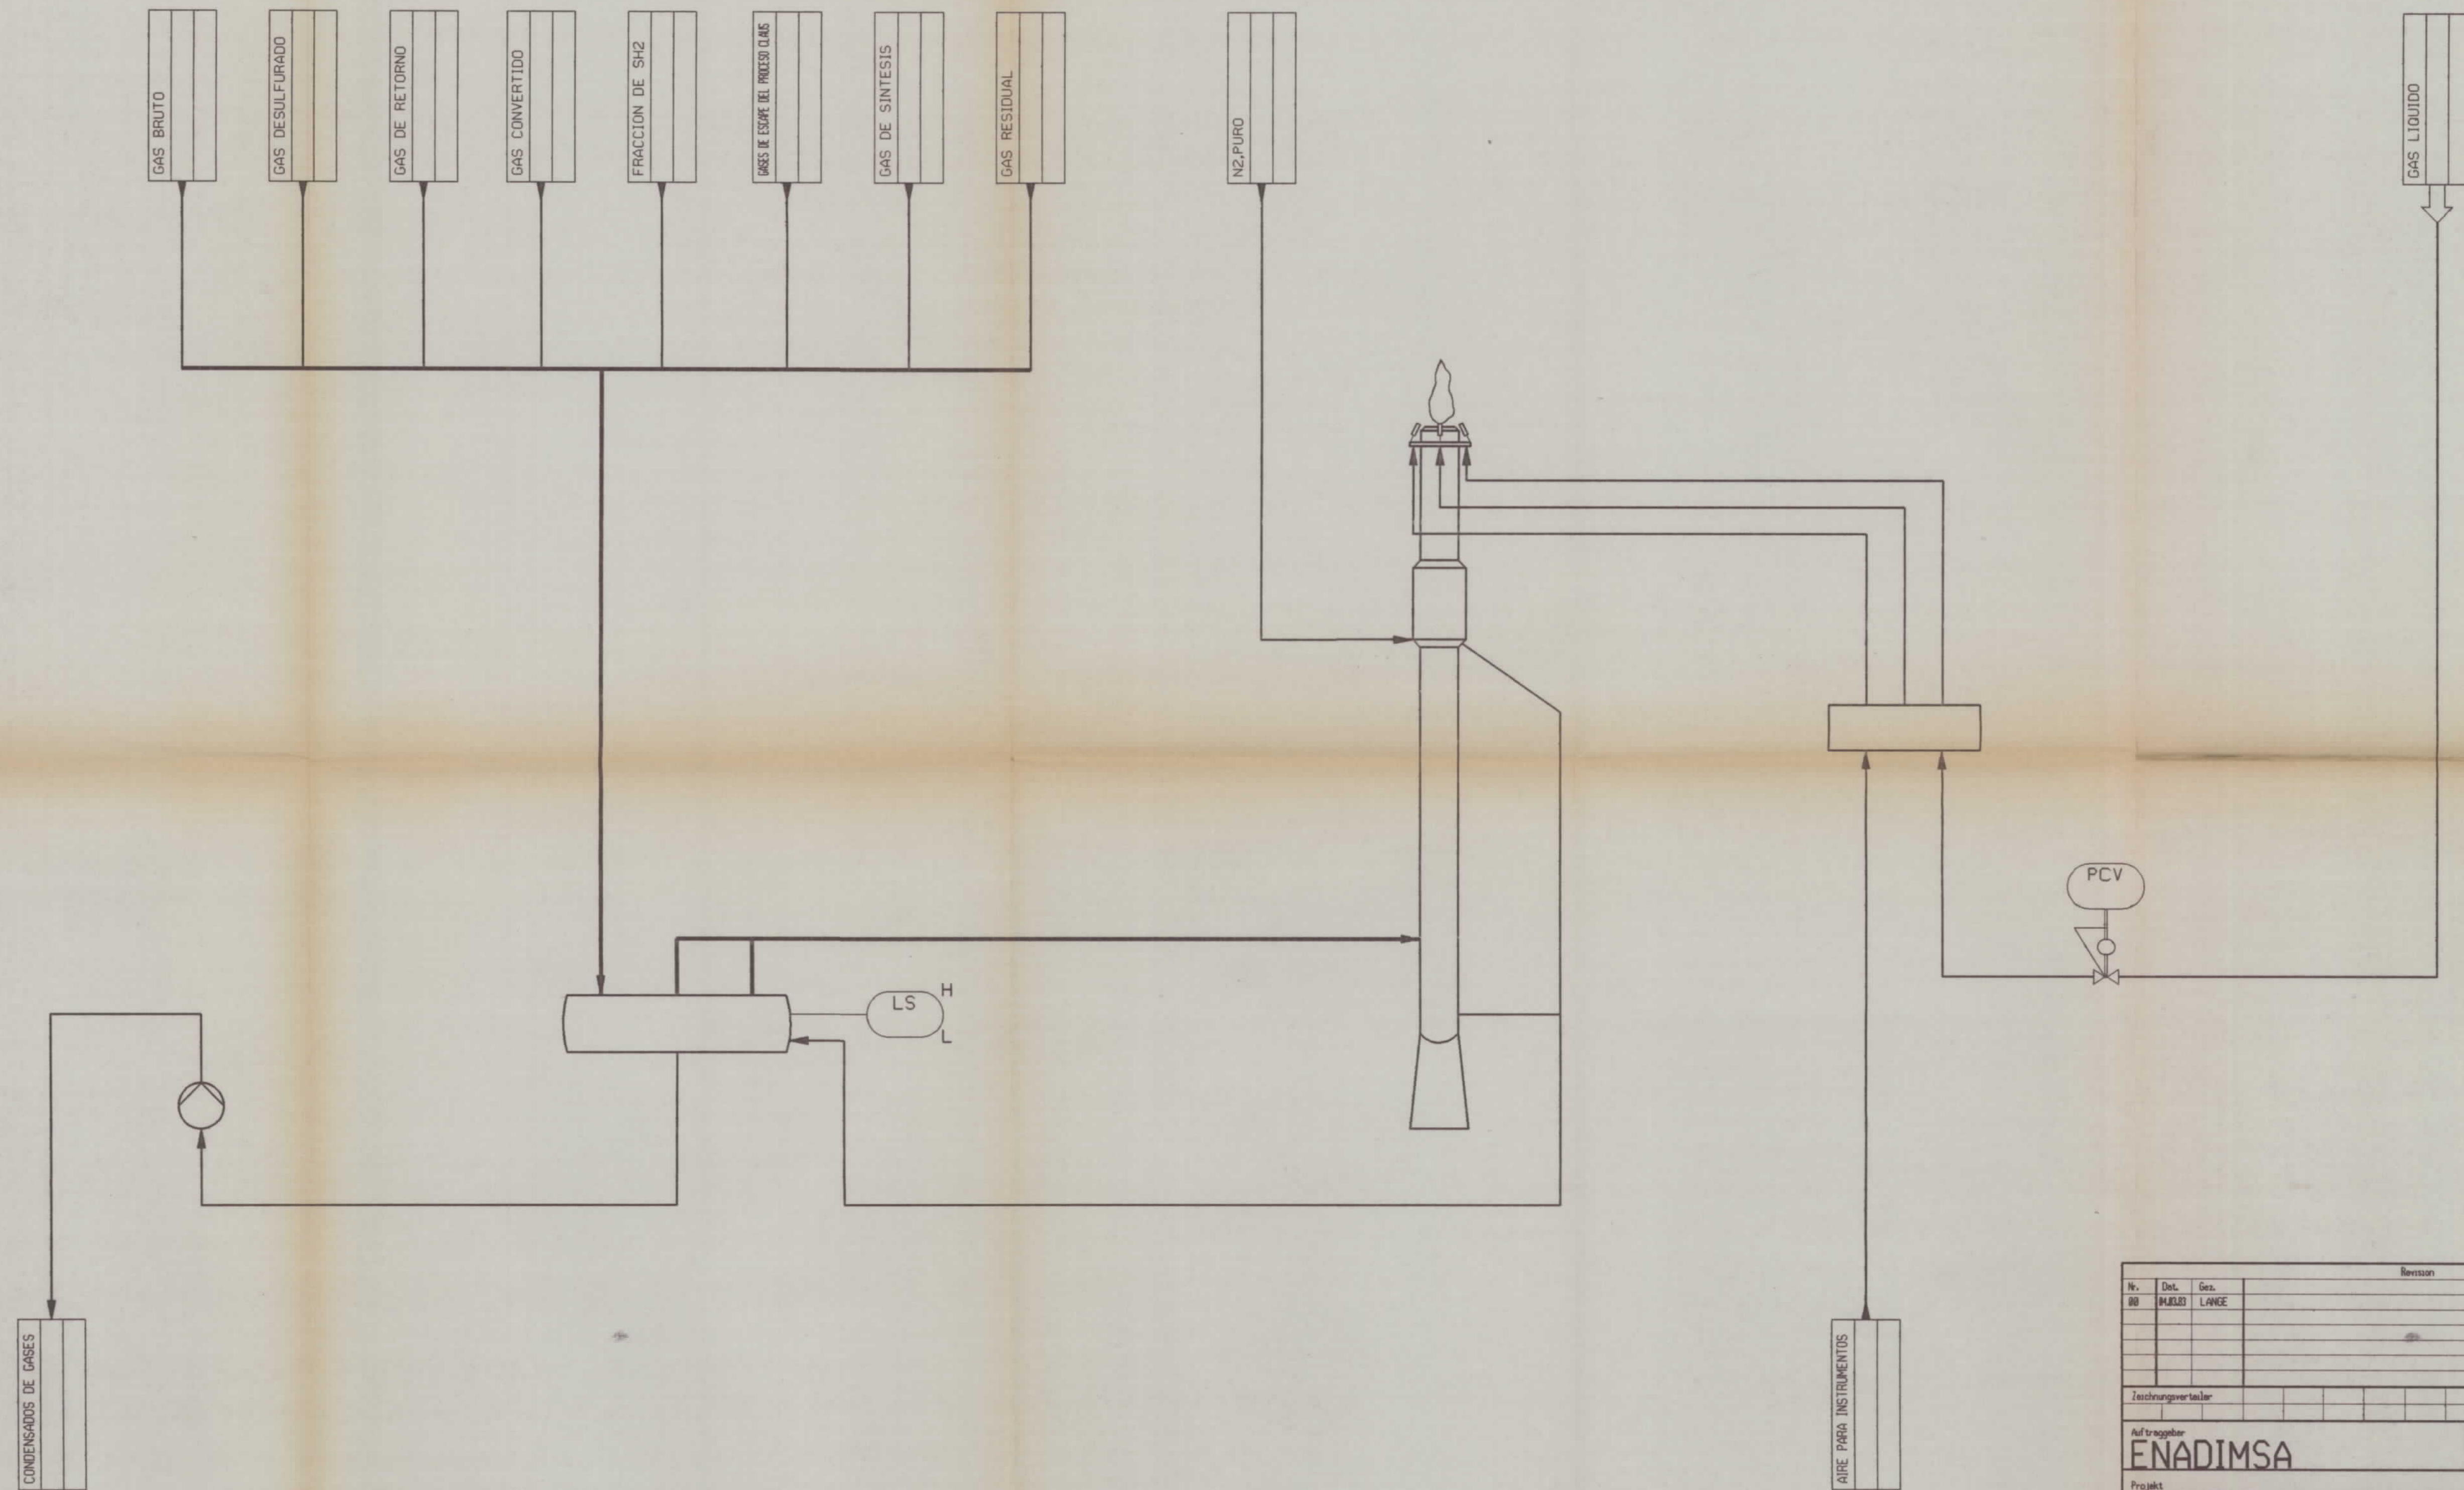 GAS BRUTO
GAS DESULFURADO
GAS DE RETORNO
GAS CONVERTIDO
FRACCION DE SH2
GASES DE ESCAPE DEL PROCESO CLAUS
GAS DE SINTESIS
GAS RESIDUAL
N2,PURO
GAS LIQUIDO
PCV
LS
H
L
CONDENSADOS DE GASES
AIRE PARA INSTRUMENTOS
Revision
Nr. Dat. Gez.
00 LANGE
Zeichnungsverteiler
Auftraggeber
ENADIMSA
Projekt